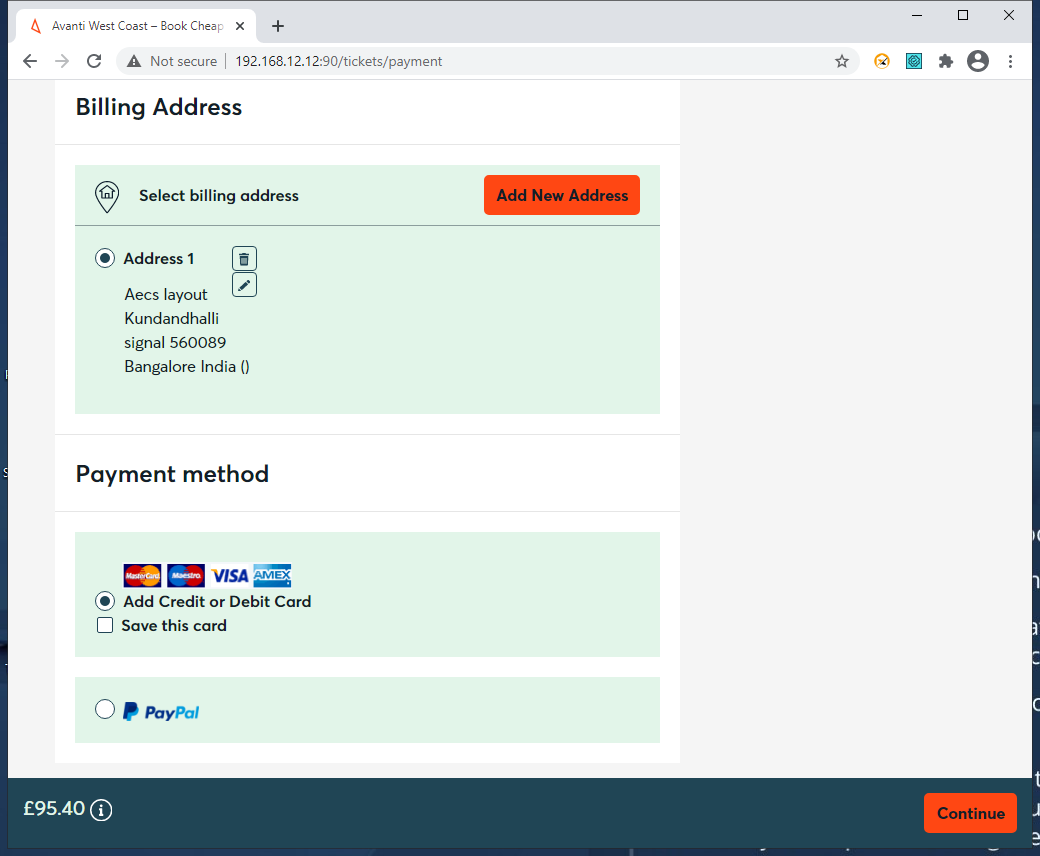 Avanti West Coast – Book Cheap
Not secure
192.168.12.12:90/tickets/payment
Billing Address
Select billing address
Add New Address
Address 1
Aecs layout
Kundandhalli
signal 560089
Bangalore India ()
Payment method
MasterCard Maestro VISA AMEX
Add Credit or Debit Card
Save this card
PayPal
£95.40
Continue